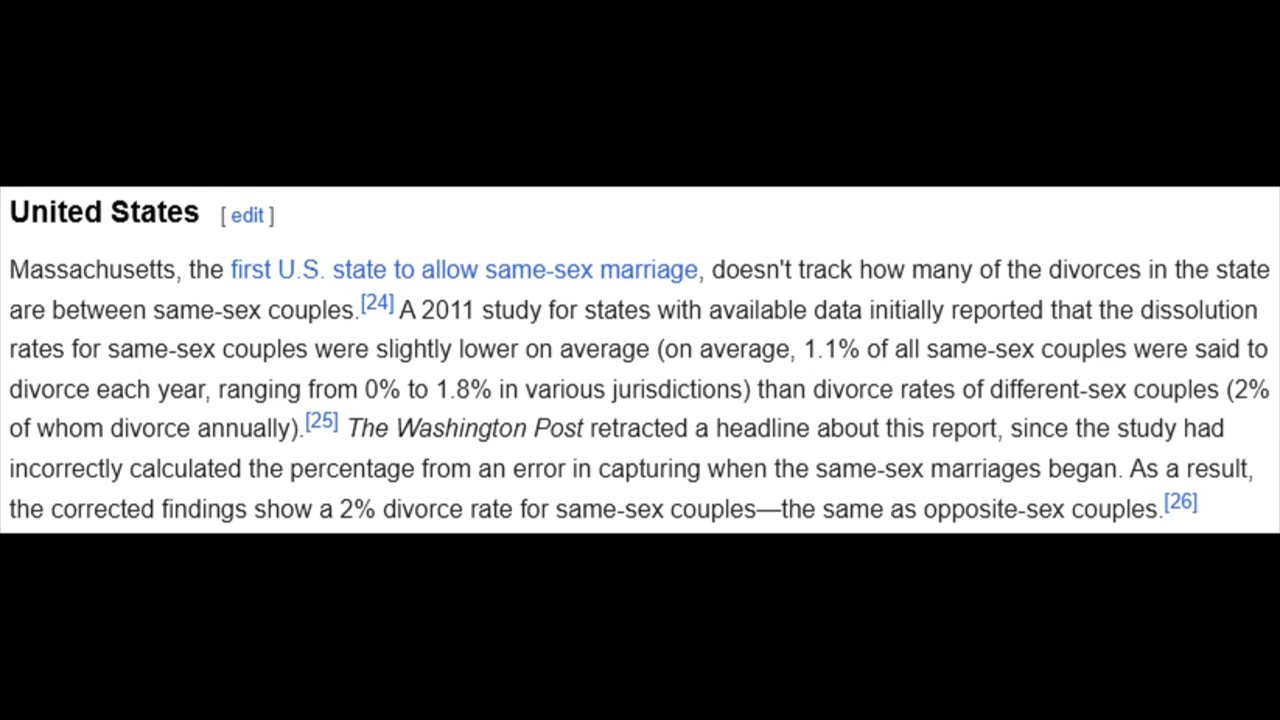 United States [ edit ]
Massachusetts, the first U.S. state to allow same-sex marriage, doesn't track how many of the divorces in the state
are between same-sex couples.[24] A 2011 study for states with available data initially reported that the dissolution
rates for same-sex couples were slightly lower on average (on average, 1.1% of all same-sex couples were said to
divorce each year, ranging from 0% to 1.8% in various jurisdictions) than divorce rates of different-sex couples (2%
of whom divorce annually).[25] The Washington Post retracted a headline about this report, since the study had
incorrectly calculated the percentage from an error in capturing when the same-sex marriages began. As a result,
the corrected findings show a 2% divorce rate for same-sex couples—the same as opposite-sex couples.[26]